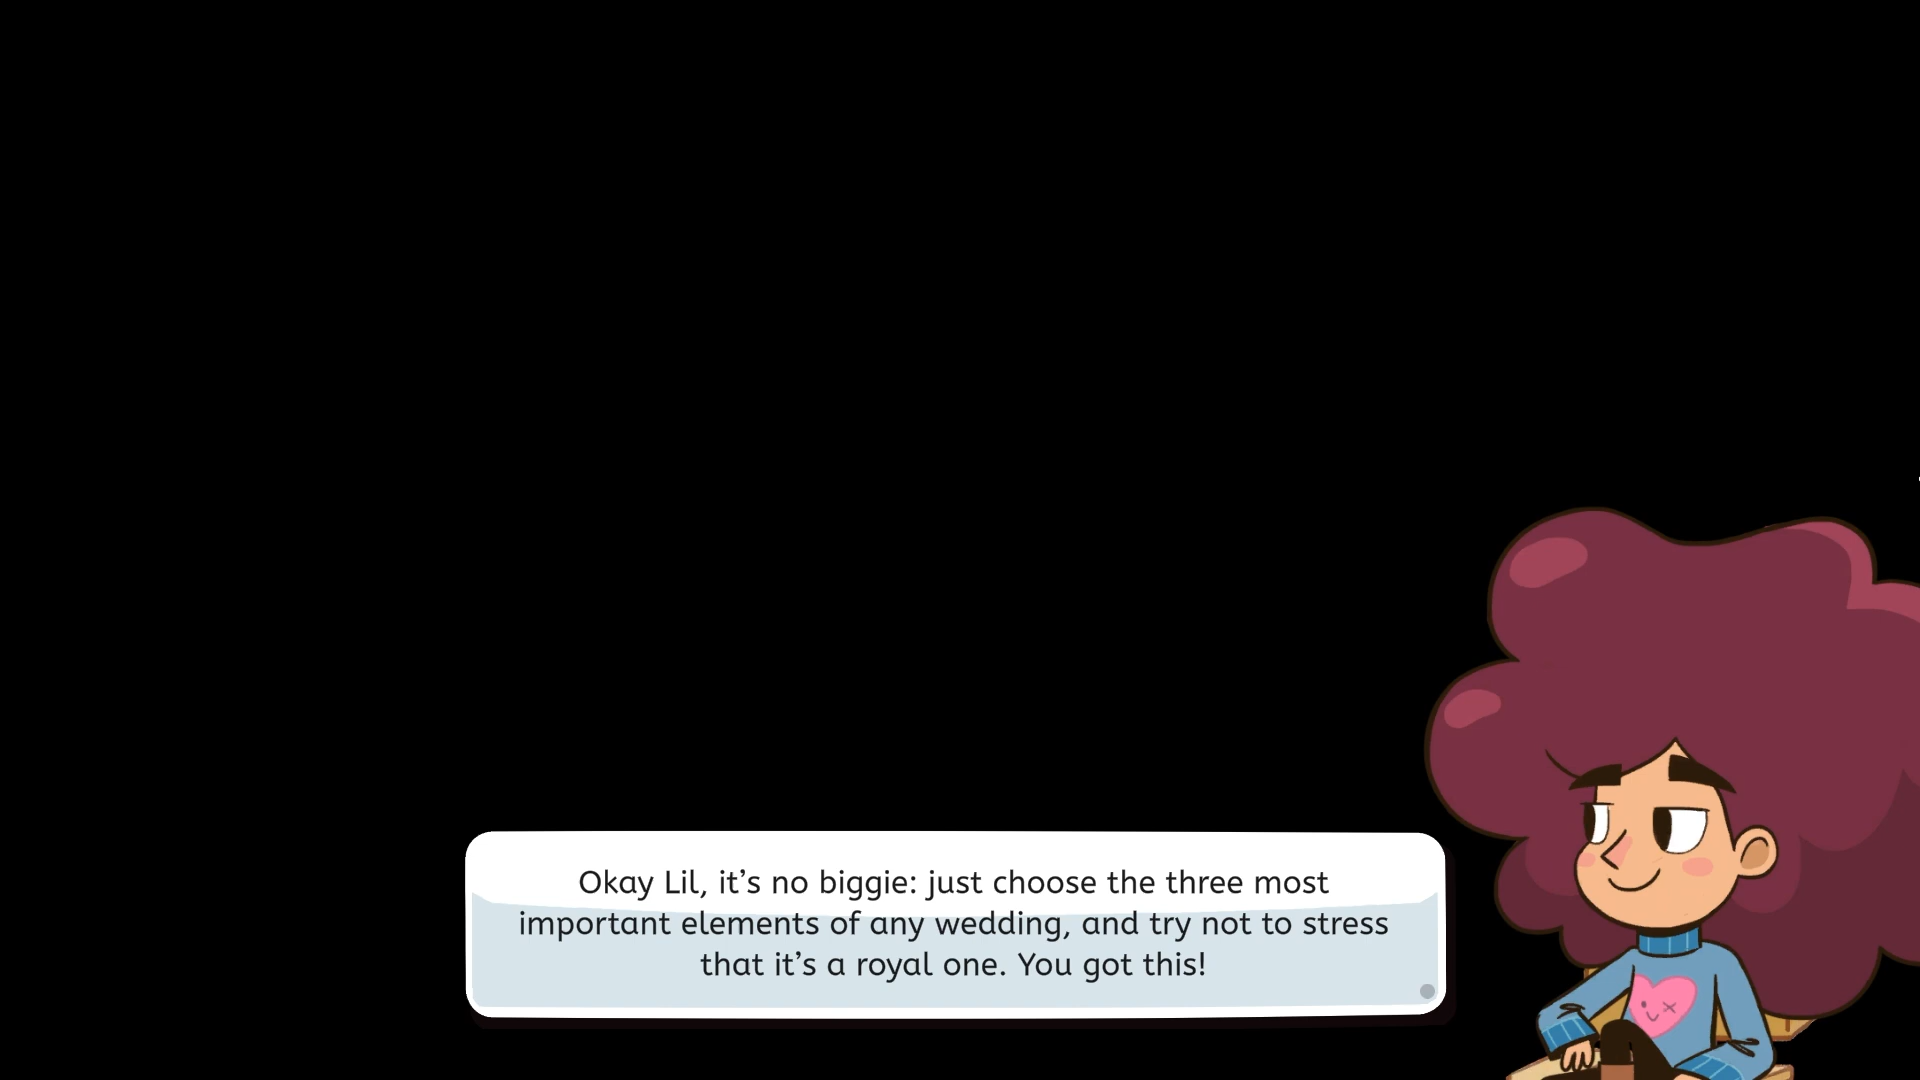 Okay Lil, it’s no biggie: just choose the three most
important elements of any wedding, and try not to stress
that it’s a royal one. You got this!